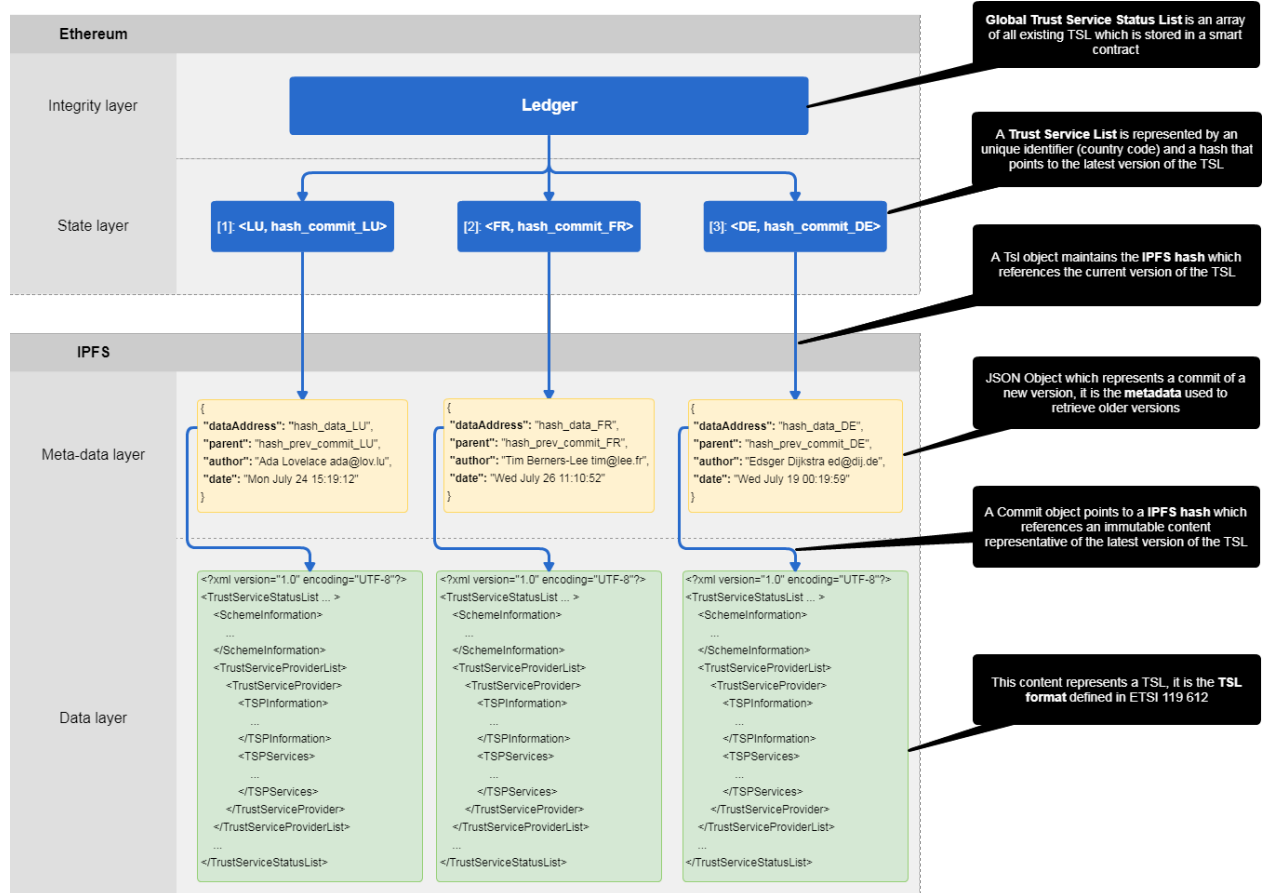 Ethereum
Integrity layer
Ledger
Global Trust Service Status List is an array
of all existing TSL which is stored in a smart
contract
State layer
[1]: <LU, hash_commit_LU>
[2]: <FR, hash_commit_FR>
[3]: <DE, hash_commit_DE>
A Trust Service List is represented by an
unique identifier (country code) and a hash that
points to the latest version of the TSL
A Tsl object maintains the IPFS hash which
references the current version of the TSL
IPFS
Meta-data layer
{
"dataAddress": "hash_data_LU",
"parent": "hash_prev_commit_LU",
"author": "Ada Lovelace ada@lov.lu",
"date": "Mon July 24 15:19:12"
}
{
"dataAddress": "hash_data_FR",
"parent": "hash_prev_commit_FR",
"author": "Tim Berners-Lee tim@lee.fr",
"date": "Wed July 26 11:10:52"
}
{
"dataAddress": "hash_data_DE",
"parent": "hash_prev_commit_DE",
"author": "Edsger Dijkstra ed@dij.de",
"date": "Wed July 19 00:19:59"
}
JSON Object which represents a commit of a
new version, it is the metadata used to
retrieve older versions
A Commit object points to a IPFS hash which
references an immutable content
representative of the latest version of the TSL
Data layer
<?xml version="1.0" encoding="UTF-8"?>
<TrustServiceStatusList ... >
<SchemeInformation>
...
</SchemeInformation>
<TrustServiceProviderList>
<TrustServiceProvider>
<TSPInformation>
...
</TSPInformation>
<TSPServices>
...
</TSPServices>
</TrustServiceProvider>
</TrustServiceProviderList>
...
</TrustServiceStatusList>
<?xml version="1.0" encoding="UTF-8"?>
<TrustServiceStatusList ... >
<SchemeInformation>
...
</SchemeInformation>
<TrustServiceProviderList>
<TrustServiceProvider>
<TSPInformation>
...
</TSPInformation>
<TSPServices>
...
</TSPServices>
</TrustServiceProvider>
</TrustServiceProviderList>
...
</TrustServiceStatusList>
<?xml version="1.0" encoding="UTF-8"?>
<TrustServiceStatusList ... >
<SchemeInformation>
...
</SchemeInformation>
<TrustServiceProviderList>
<TrustServiceProvider>
<TSPInformation>
...
</TSPInformation>
<TSPServices>
...
</TSPServices>
</TrustServiceProvider>
</TrustServiceProviderList>
...
</TrustServiceStatusList>
This content represents a TSL, it is the TSL
format defined in ETSI 119 612